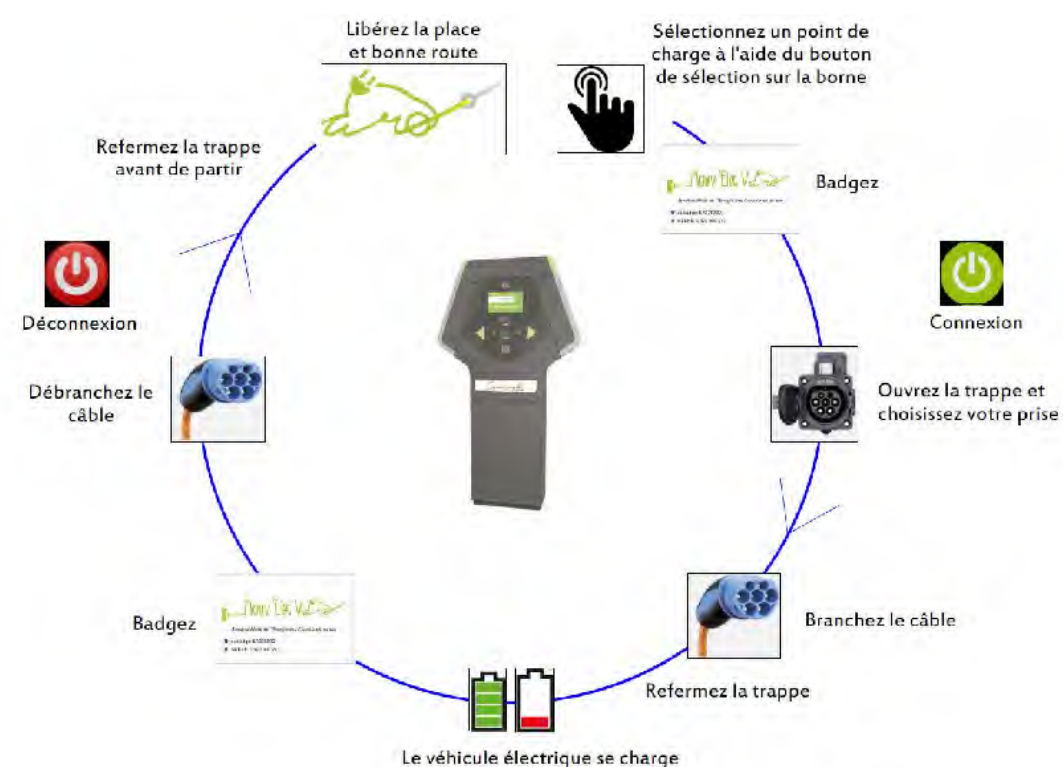 Libérez la place
et bonne route
Sélectionnez un point de
charge à l'aide du bouton
de sélection sur la borne
Badgez
Connexion
Ouvrez la trappe et
choisissez votre prise
Branchez le câble
Refermez la trappe
Le véhicule électrique se charge
Badgez
Débranchez le
câble
Déconnexion
Refermez la trappe
avant de partir